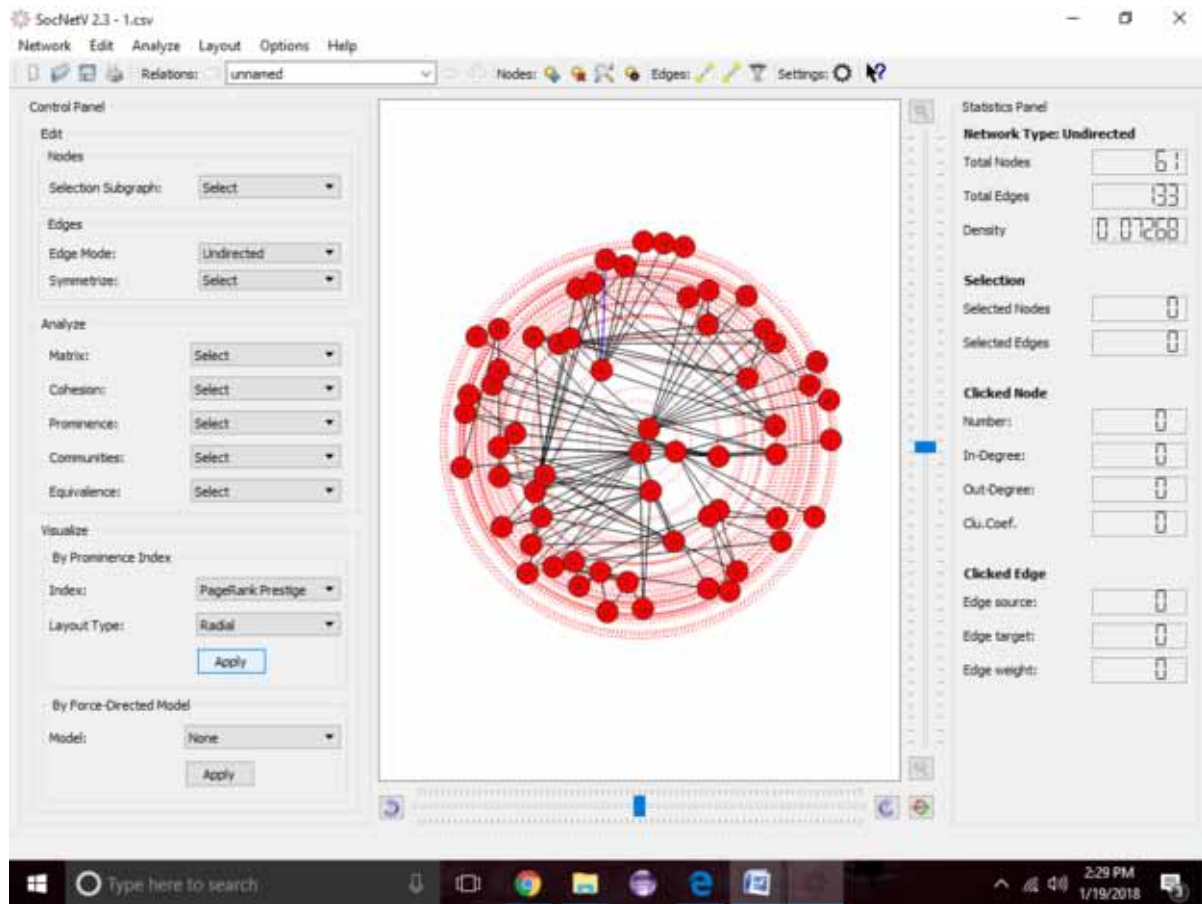 SocNetV 2.3 - 1.csv
Network Edit Analyze Layout Options Help
Relations: unnamed Nodes: Edges: Settings:
Control Panel
Edit
Nodes
Selection Subgraph: Select
Edges
Edge Mode: Undirected
Symmetrize: Select
Analyze
Matrix: Select
Cohesion: Select
Prominence: Select
Communities: Select
Equivalence: Select
Visualize
By Prominence Index
Index: PageRank Prestige
Layout Type: Radial
Apply
By Force-Directed Model
Model: None
Apply
Statistics Panel
Network Type: Undirected
Total Nodes 61
Total Edges 133
Density 0.07268
Selection
Selected Nodes 0
Selected Edges 0
Clicked Node
Number: 0
In-Degree: 0
Out-Degree: 0
Clu.Coef. 0
Clicked Edge
Edge source: 0
Edge target: 0
Edge weight: 0
Type here to search
2:29 PM
1/19/2018